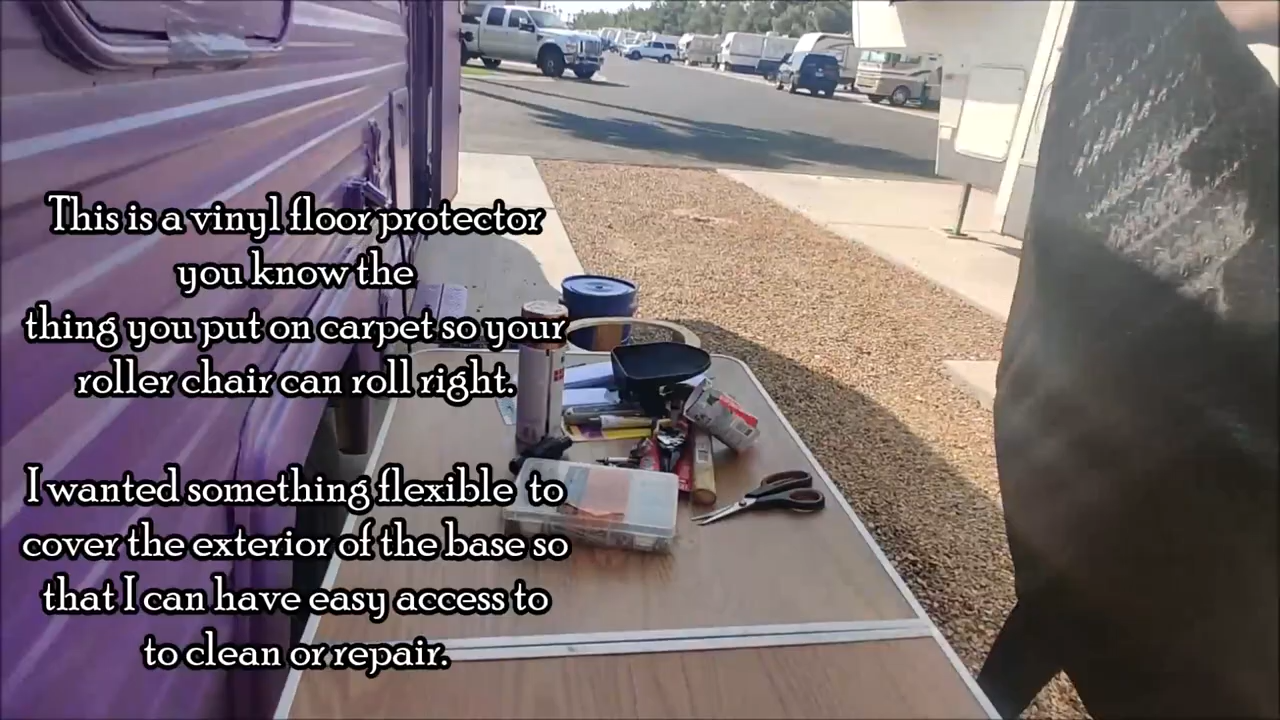 This is a vinyl floor protector
you know the
thing you put on carpet so your
roller chair can roll right.
I wanted something flexible to
cover the exterior of the base so
that I can have easy access to
to clean or repair.